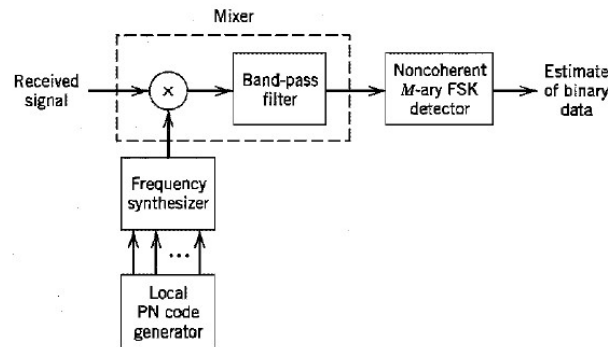 Mixer
Received
signal
×
Band-pass
filter
Noncoherent
M-ary FSK
detector
Estimate
of binary
data
Frequency
synthesizer
...
Local
PN code
generator